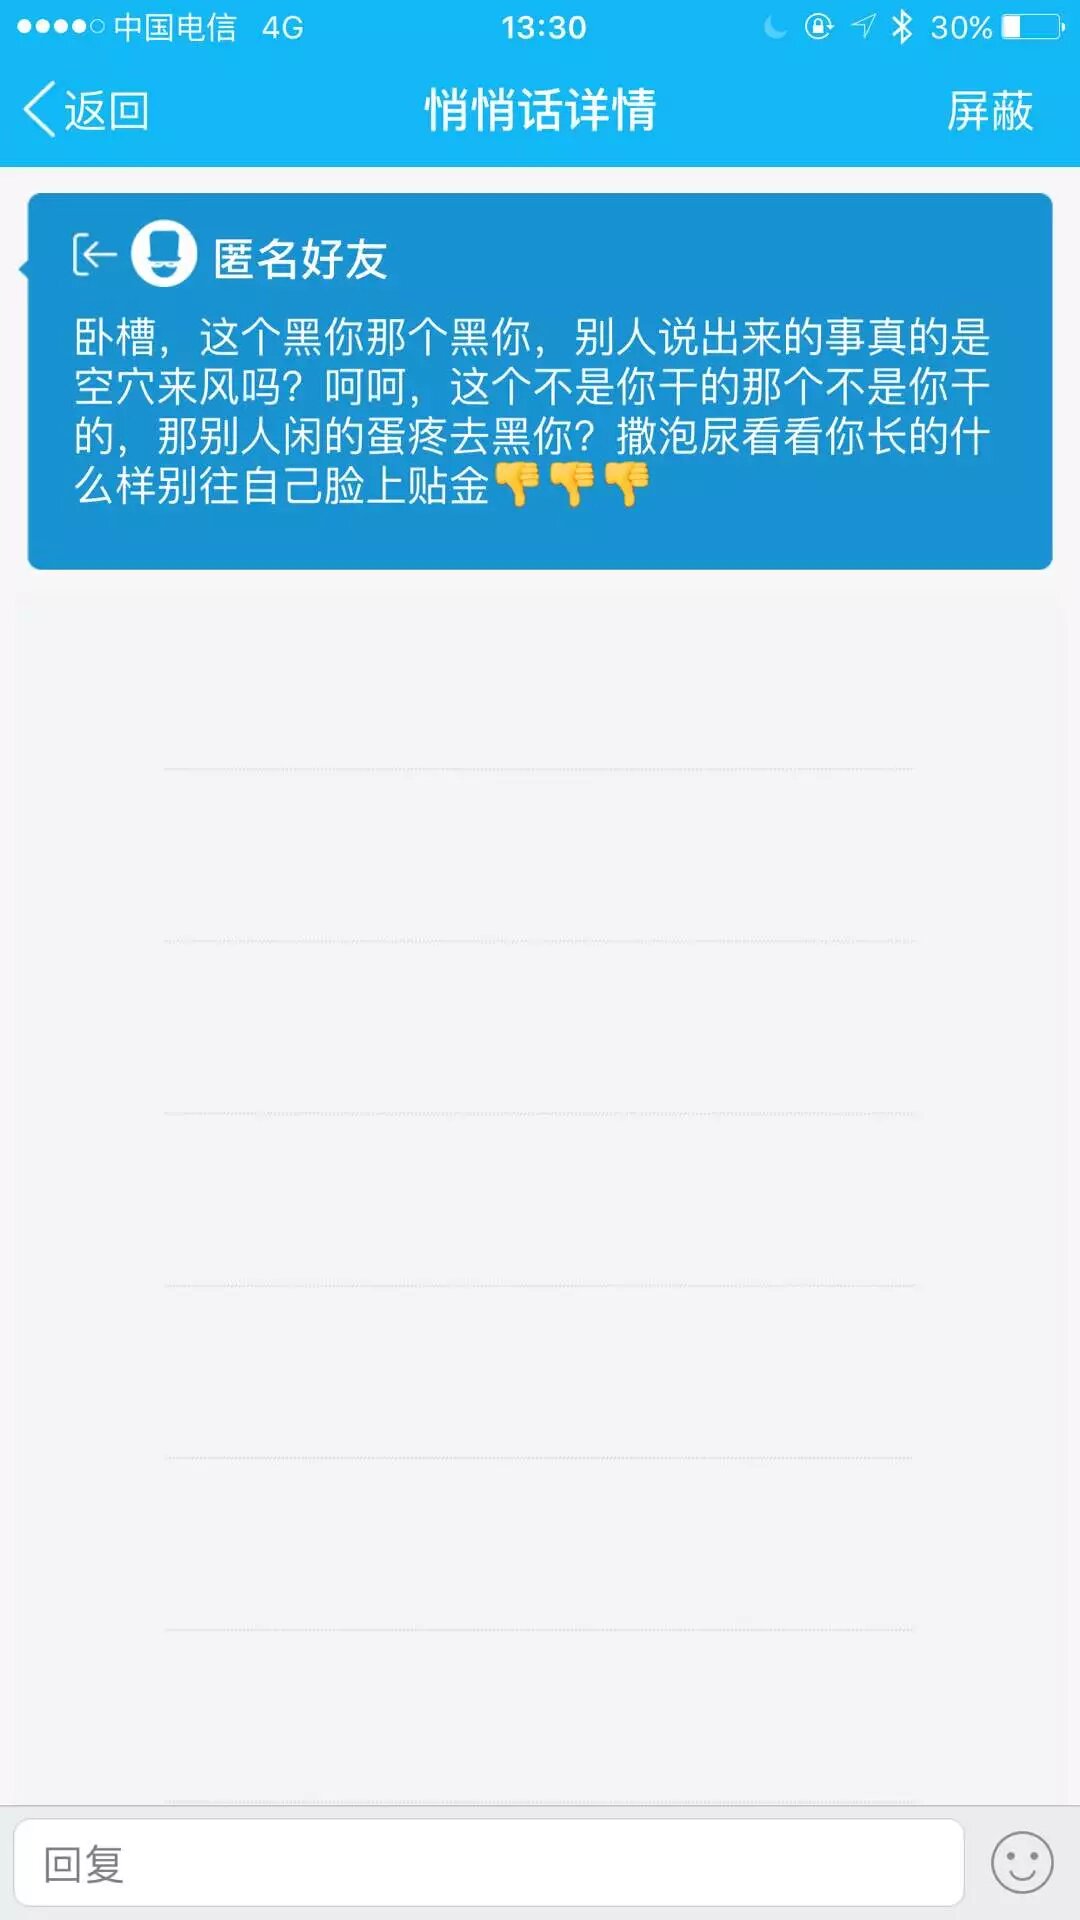 中国电信 4G 13:30 30%
返回 悄悄话详情 屏蔽
匿名好友
卧槽，这个黑你那个黑你，别人说出来的事真的是
空穴来风吗？呵呵，这个不是你干的那个不是你干
的，那别人闲的蛋疼去黑你？撒泡尿看看你长的什
么样别往自己脸上贴金👎👎👎
回复